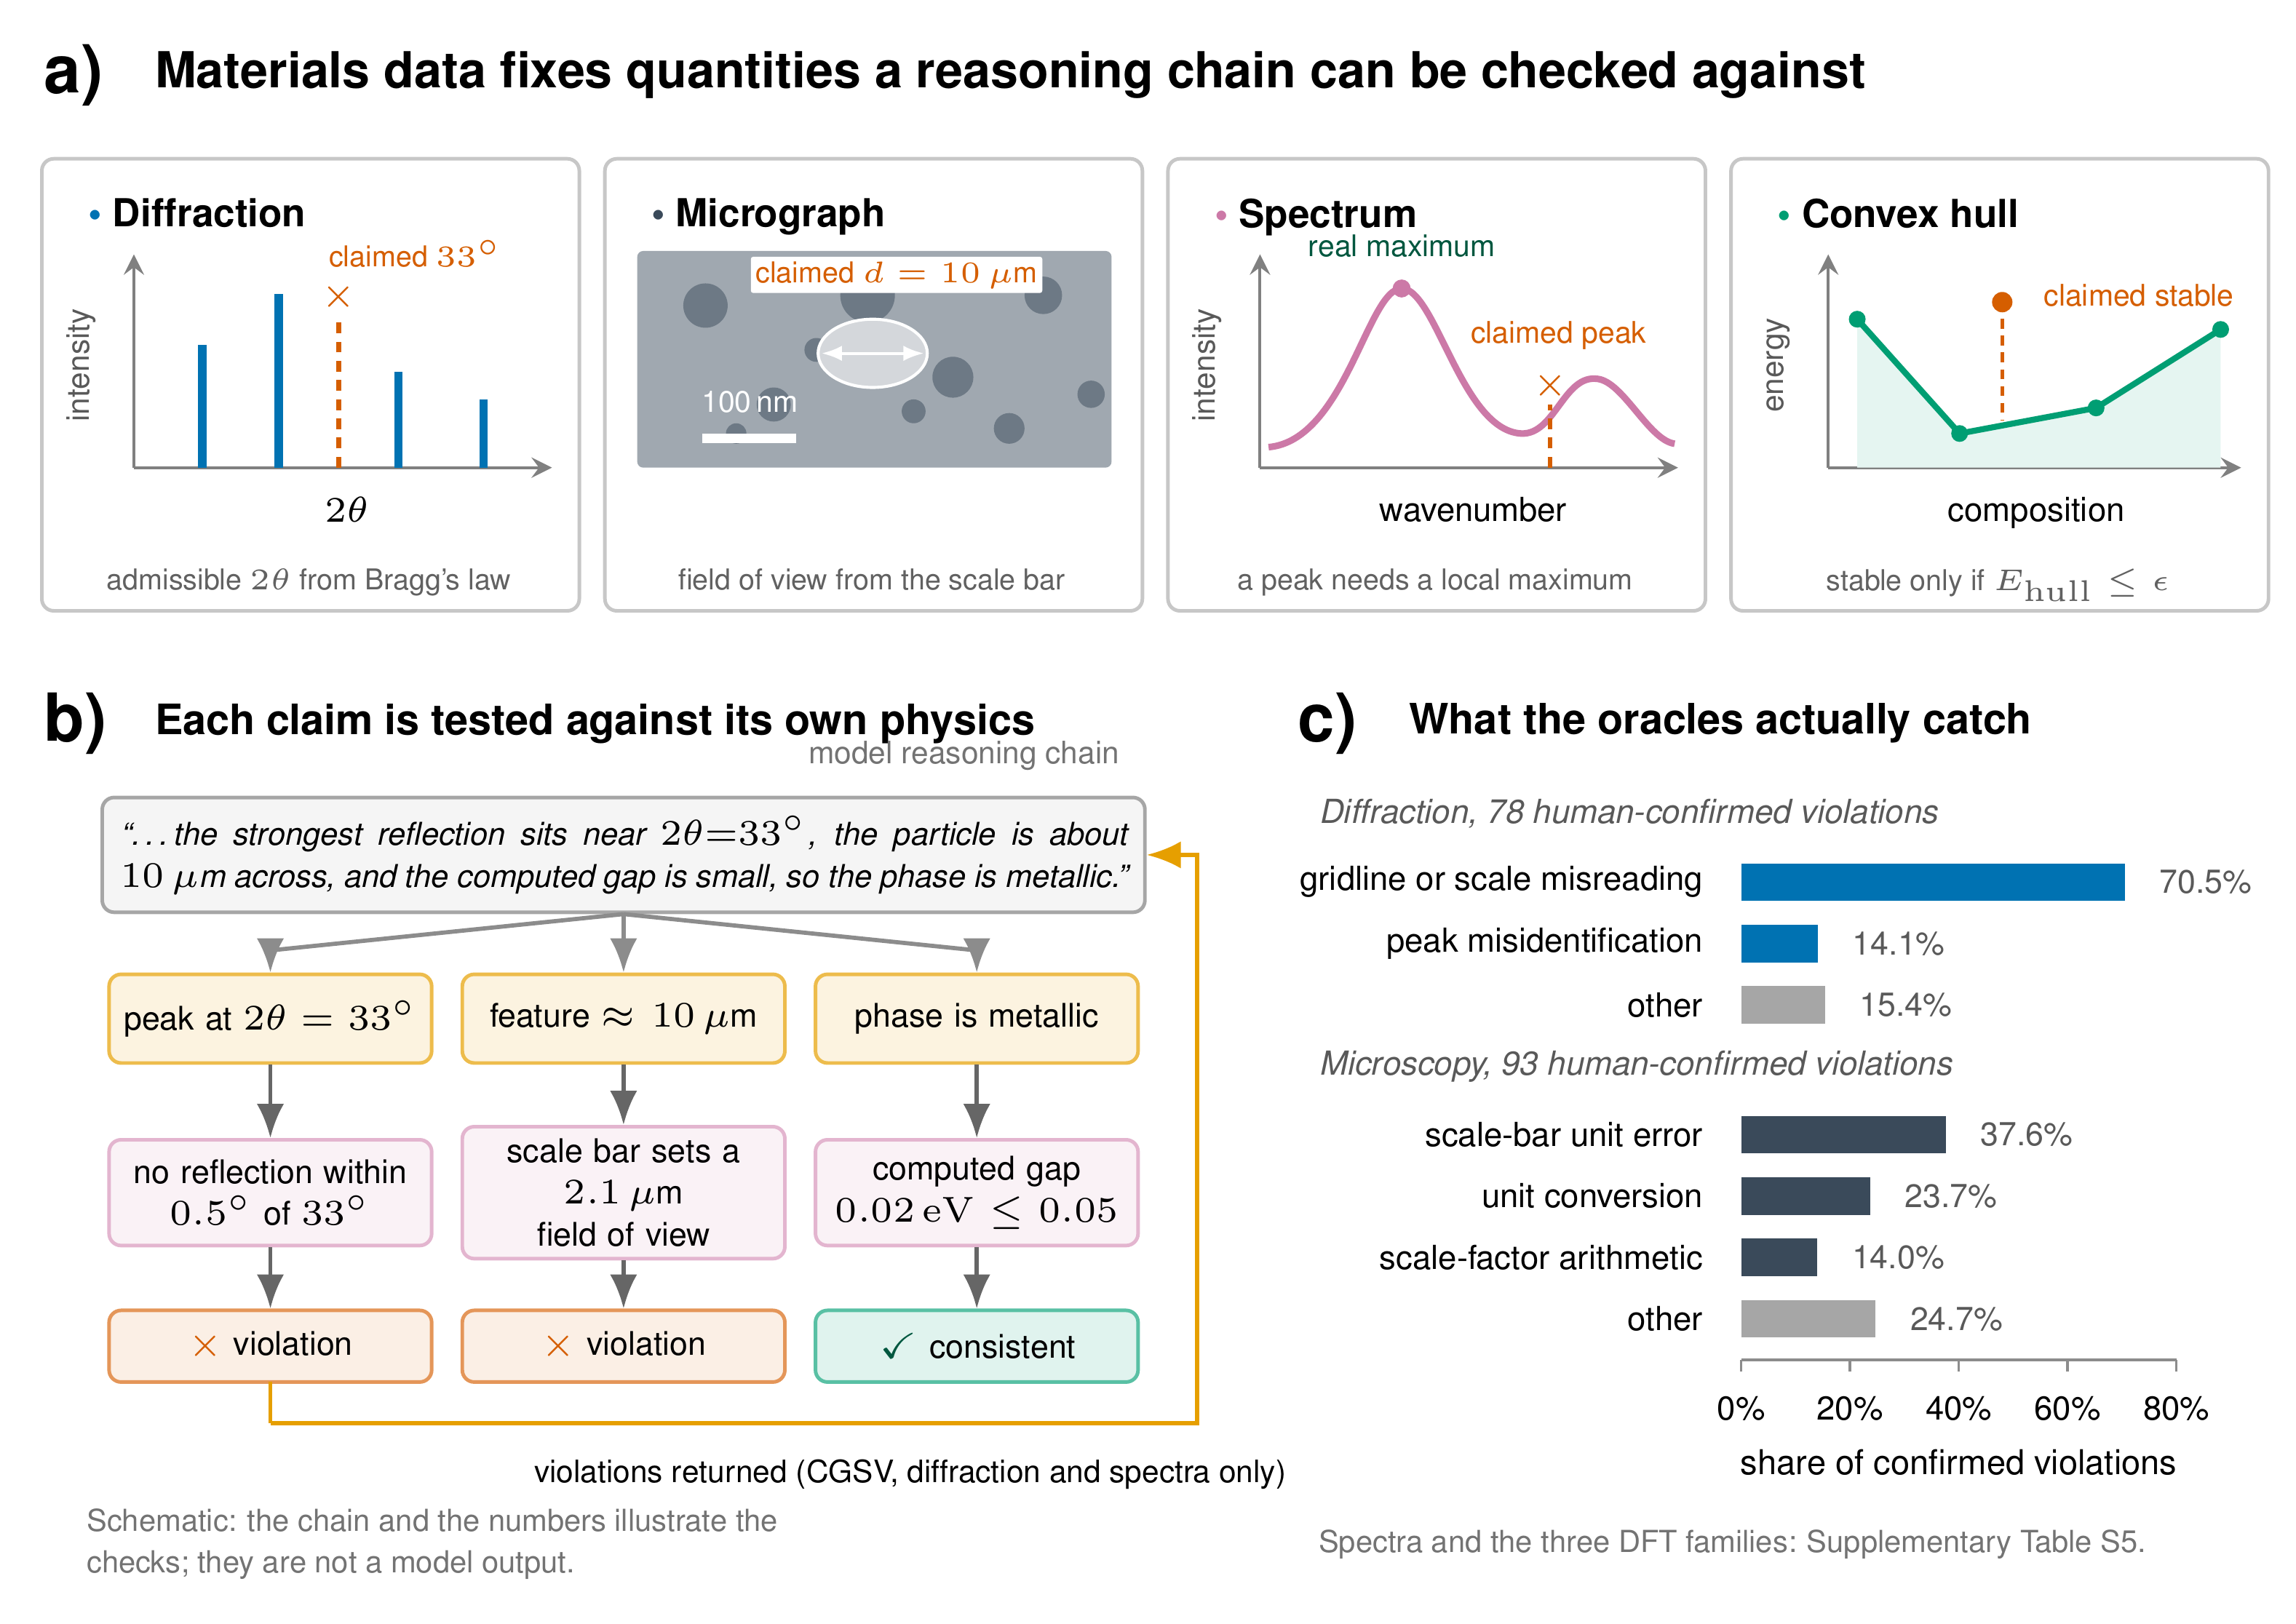 a) Materials data fixes quantities a reasoning chain can be checked against
• Diffraction
claimed 33°
×
intensity
2θ
admissible 2θ from Bragg's law
• Micrograph
claimed d = 10 μm
100 nm
field of view from the scale bar
• Spectrum
real maximum
claimed peak
×
intensity
wavenumber
a peak needs a local maximum
• Convex hull
claimed stable
energy
composition
stable only if E_hull ≤ ϵ
b) Each claim is tested against its own physics
model reasoning chain
“...the strongest reflection sits near 2θ=33°, the particle is about
10 μm across, and the computed gap is small, so the phase is metallic.”
peak at 2θ = 33°
feature ≈ 10 μm
phase is metallic
no reflection within
0.5° of 33°
scale bar sets a
2.1 μm
field of view
computed gap
0.02 eV ≤ 0.05
× violation
× violation
✓ consistent
violations returned (CGSV, diffraction and spectra only)
Schematic: the chain and the numbers illustrate the
checks; they are not a model output.
c) What the oracles actually catch
Diffraction, 78 human-confirmed violations
gridline or scale misreading 70.5%
peak misidentification 14.1%
other 15.4%
Microscopy, 93 human-confirmed violations
scale-bar unit error 37.6%
unit conversion 23.7%
scale-factor arithmetic 14.0%
other 24.7%
0% 20% 40% 60% 80%
share of confirmed violations
Spectra and the three DFT families: Supplementary Table S5.